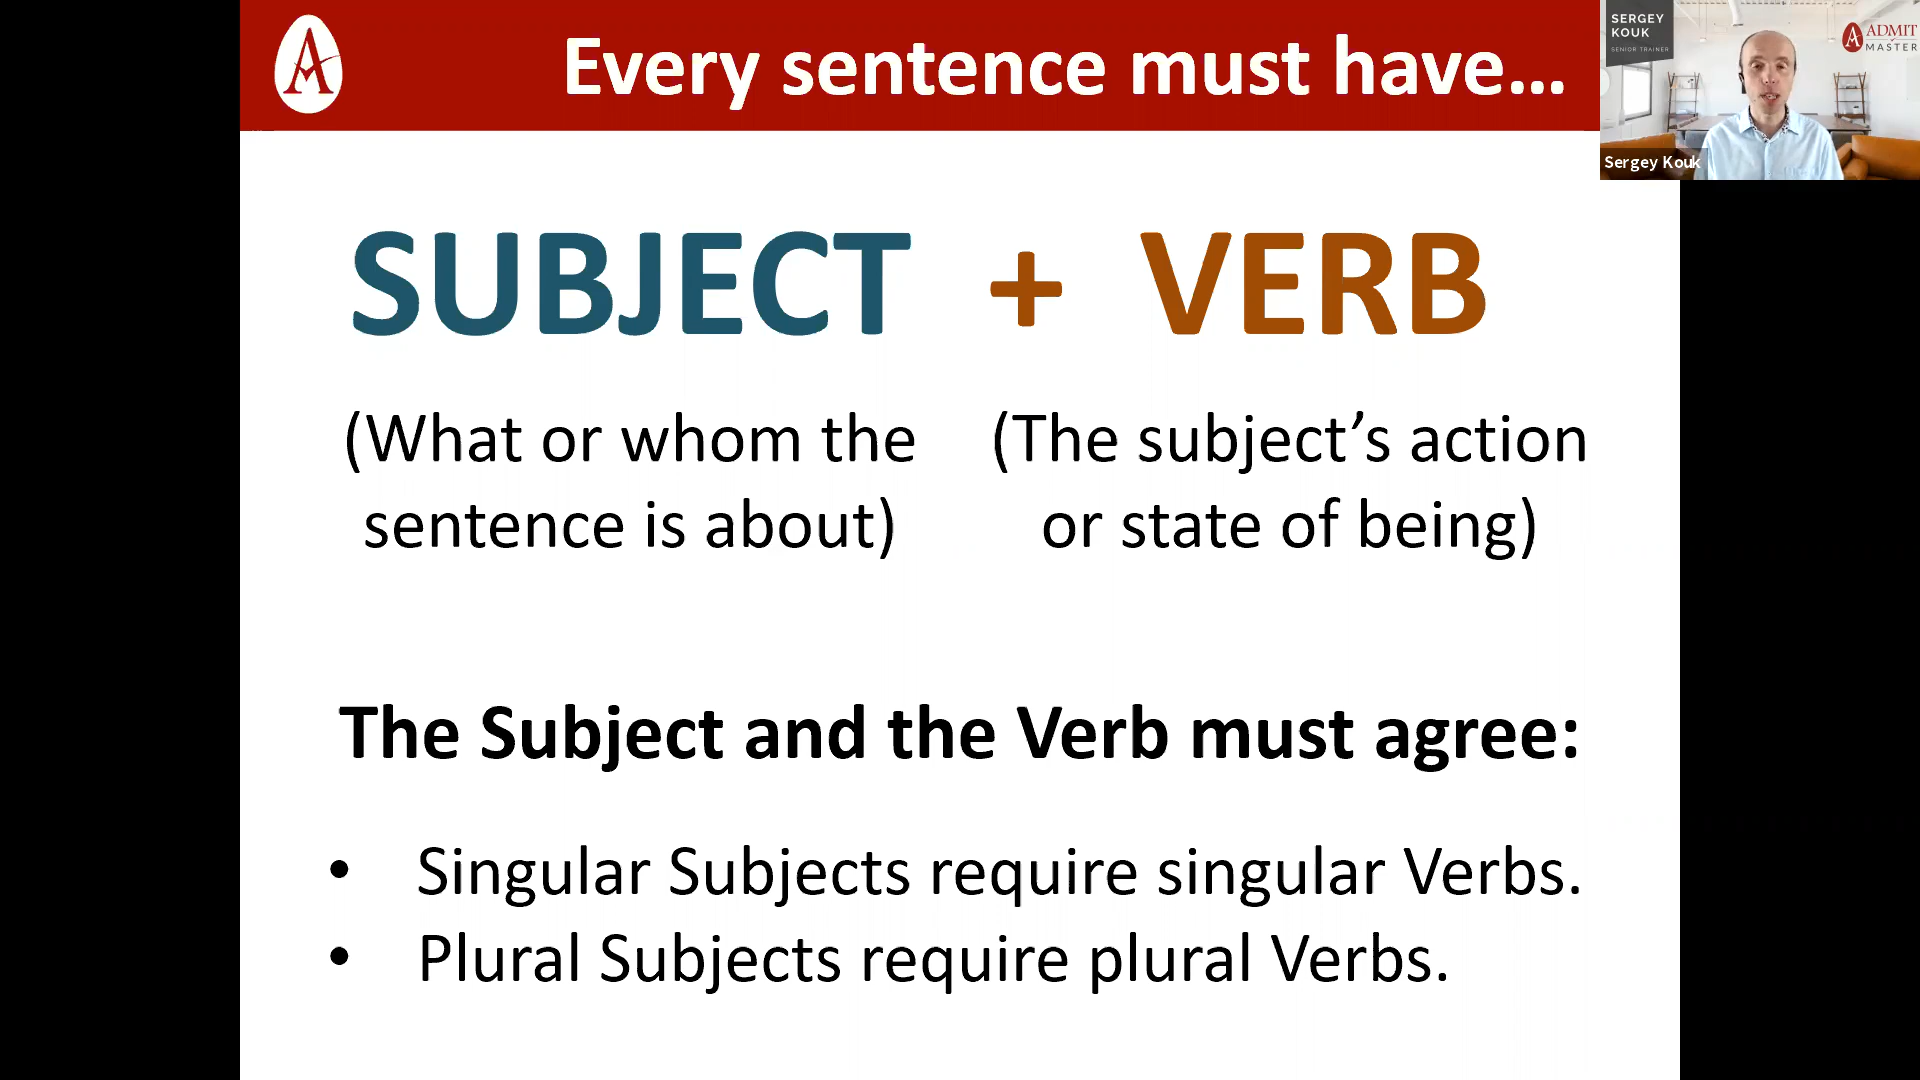 Every sentence must have...
SERGEY
KOUK
SENIOR TRAINER
ADMIT
MASTER
Sergey Kouk
SUBJECT + VERB
(What or whom the
sentence is about)
(The subject’s action
or state of being)
The Subject and the Verb must agree:
• Singular Subjects require singular Verbs.
• Plural Subjects require plural Verbs.